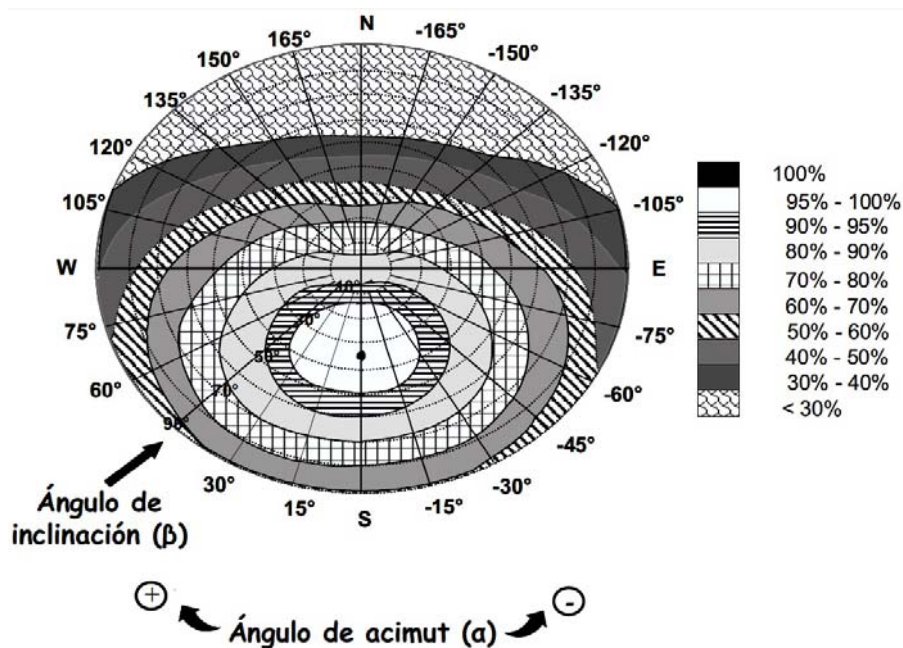 N
165°
-165°
150°
-150°
135°
-135°
120°
-120°
105°
-105°
W
E
75°
-75°
60°
-60°
-45°
30°
-30°
15°
-15°
S
10°
30°
50°
70°
90°
100%
95% - 100%
90% - 95%
80% - 90%
70% - 80%
60% - 70%
50% - 60%
40% - 50%
30% - 40%
< 30%
Ángulo de
inclinación (β)
+
-
Ángulo de acimut (α)